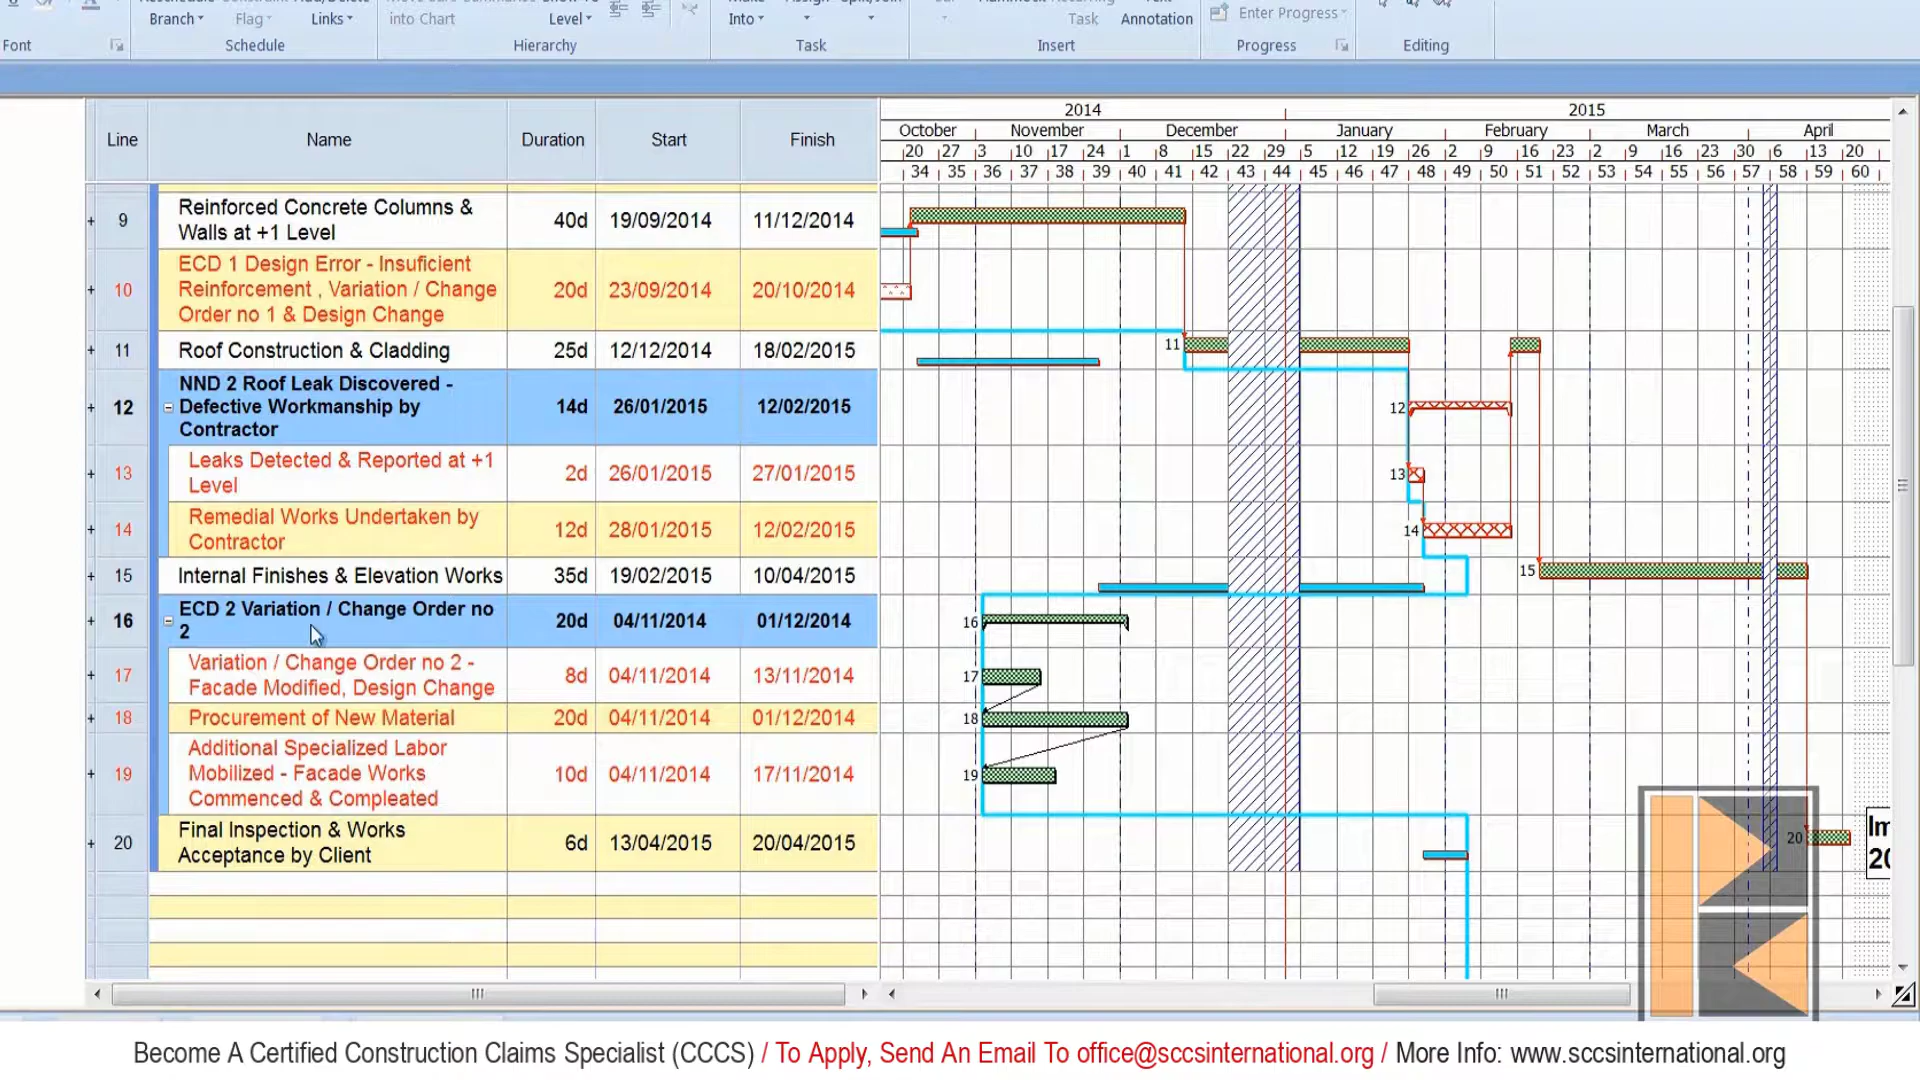 Branch
Flag
Links
into Chart
Level
Into
Task
Annotation
Enter Progress
Font
Schedule
Hierarchy
Task
Insert
Progress
Editing
2014 2015
Line Name Duration Start Finish
October November December January February March April
20 27 3 10 17 24 1 8 15 22 29 5 12 19 26 2 9 16 23 2 9 16 23 30 6 13 20
34 35 36 37 38 39 40 41 42 43 44 45 46 47 48 49 50 51 52 53 54 55 56 57 58 59 60
+ 9 Reinforced Concrete Columns & 40d 19/09/2014 11/12/2014
Walls at +1 Level
ECD 1 Design Error - Insuficient
+ 10 Reinforcement , Variation / Change 20d 23/09/2014 20/10/2014
Order no 1 & Design Change
+ 11 Roof Construction & Cladding 25d 12/12/2014 18/02/2015 11
NND 2 Roof Leak Discovered -
+ 12 Defective Workmanship by 14d 26/01/2015 12/02/2015 12
Contractor
+ 13 Leaks Detected & Reported at +1 2d 26/01/2015 27/01/2015 13
Level
+ 14 Remedial Works Undertaken by 12d 28/01/2015 12/02/2015 14
Contractor
+ 15 Internal Finishes & Elevation Works 35d 19/02/2015 10/04/2015 15
+ 16 ECD 2 Variation / Change Order no 20d 04/11/2014 01/12/2014 16
2
+ 17 Variation / Change Order no 2 - 8d 04/11/2014 13/11/2014 17
Facade Modified, Design Change
+ 18 Procurement of New Material 20d 04/11/2014 01/12/2014 18
Additional Specialized Labor
+ 19 Mobilized - Facade Works 10d 04/11/2014 17/11/2014 19
Commenced & Compleated
+ 20 Final Inspection & Works 6d 13/04/2015 20/04/2015 20
Acceptance by Client
Become A Certified Construction Claims Specialist (CCCS) / To Apply, Send An Email To office@sccsinternational.org / More Info: www.sccsinternational.org